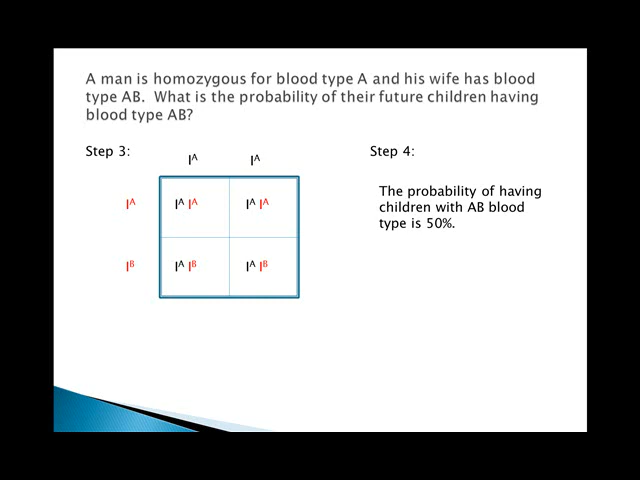 A man is homozygous for blood type A and his wife has blood
type AB. What is the probability of their future children having
blood type AB?
Step 3:
Iᴬ Iᴬ
Iᴬ Iᴬ Iᴬ Iᴬ Iᴬ
Iᴮ Iᴬ Iᴮ Iᴬ Iᴮ
Step 4:
The probability of having
children with AB blood
type is 50%.